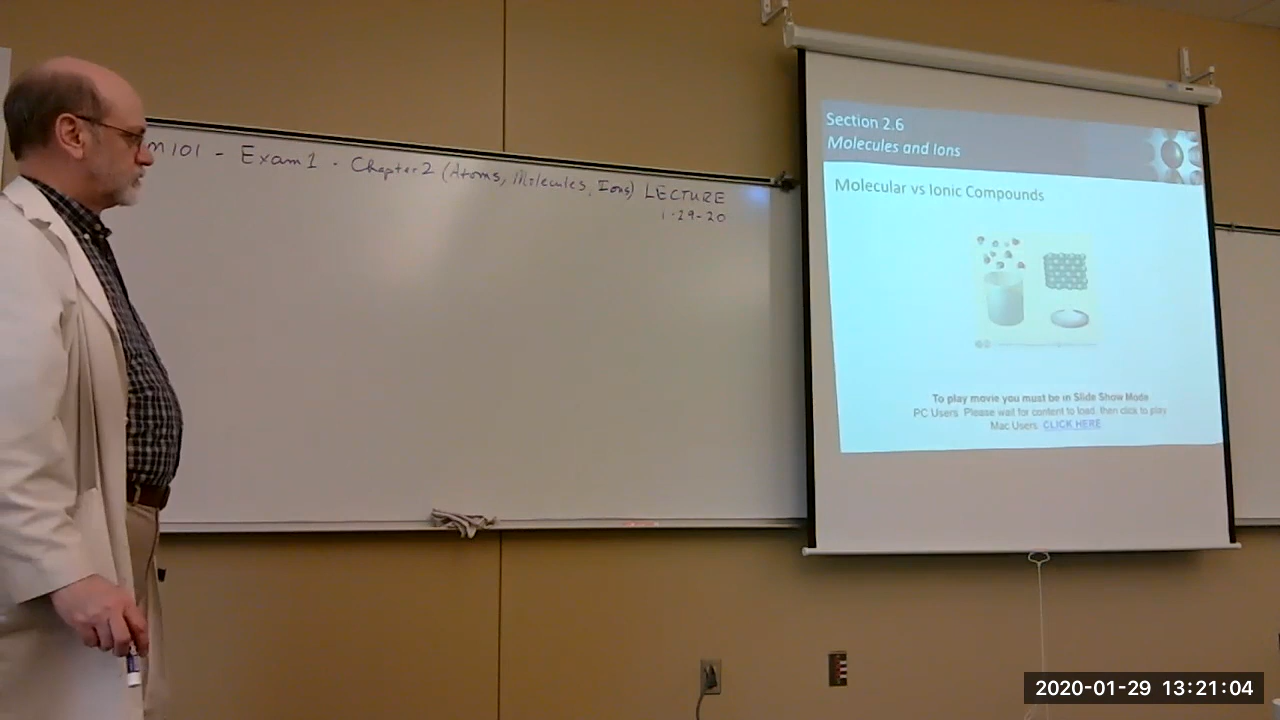 M101 - Exam 1 - Chapter 2 (Atoms, Molecules, Ions) LECTURE
1-29-20
Section 2.6
Molecules and Ions
Molecular vs Ionic Compounds
To play movie you must be in Slide Show Mode
PC Users: Please wait for content to load, then click to play
Mac Users: CLICK HERE
2020-01-29 13:21:04